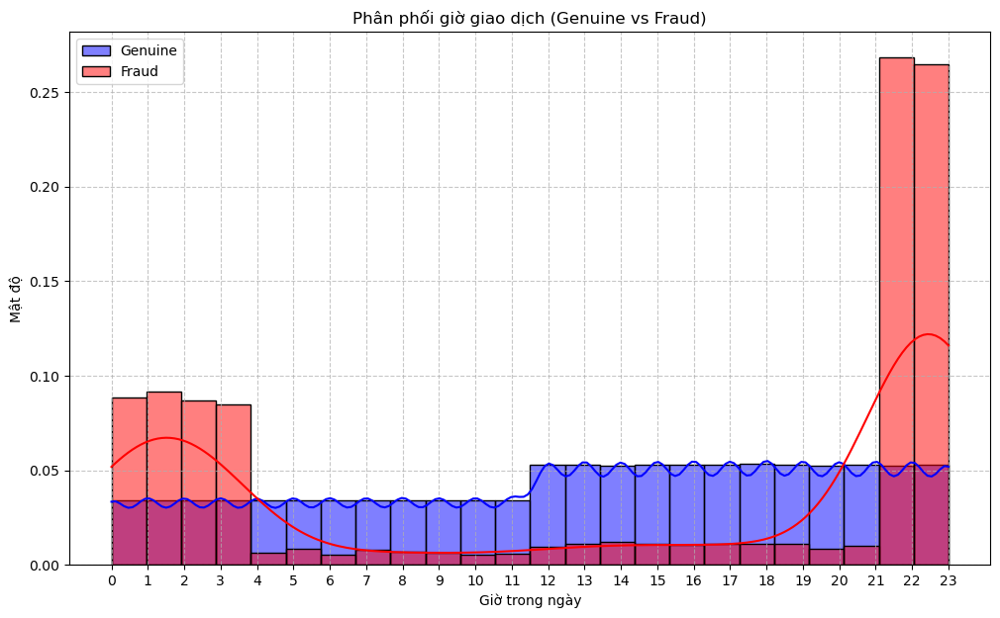 Phân phối giờ giao dịch (Genuine vs Fraud)
Genuine
Fraud
Mật độ
0.25
0.20
0.15
0.10
0.05
0.00
0 1 2 3 4 5 6 7 8 9 10 11 12 13 14 15 16 17 18 19 20 21 22 23
Giờ trong ngày